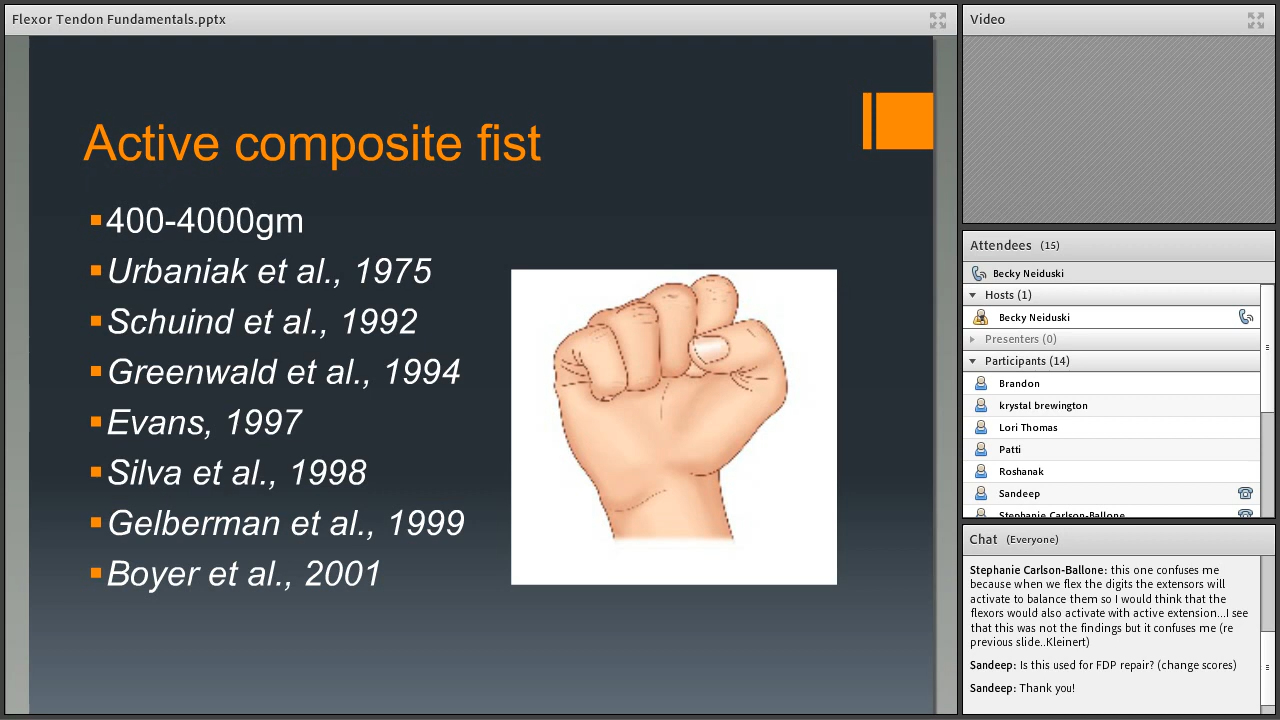 Flexor Tendon Fundamentals.pptx
Active composite fist
400-4000gm
Urbaniak et al., 1975
Schuind et al., 1992
Greenwald et al., 1994
Evans, 1997
Silva et al., 1998
Gelberman et al., 1999
Boyer et al., 2001
Video
Attendees (15)
Becky Neiduski
Hosts (1)
Becky Neiduski
Presenters (0)
Participants (14)
Brandon
krystal brewington
Lori Thomas
Patti
Roshanak
Sandeep
Stephanie Carlson-Ballone
Chat (Everyone)
Stephanie Carlson-Ballone: this one confuses me
because when we flex the digits the extensors will
activate to balance them so I would think that the
flexors would also activate with active extension...I see
that this was not the findings but it confuses me (re
previous slide..Kleinert)
Sandeep: Is this used for FDP repair? (change scores)
Sandeep: Thank you!